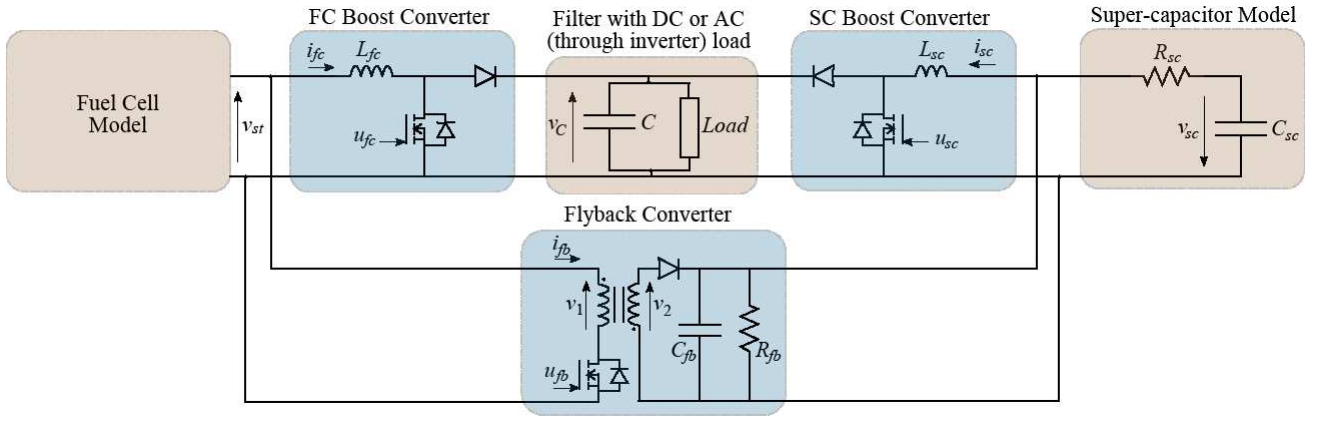 FC Boost Converter
Filter with DC or AC
(through inverter) load
SC Boost Converter
Super-capacitor Model
Fuel Cell
Model
v_st
i_fc
L_fc
u_fc
v_C
C
Load
L_sc
i_sc
u_sc
R_sc
v_sc
C_sc
Flyback Converter
i_fb
v_1
v_2
u_fb
C_fb
R_fb